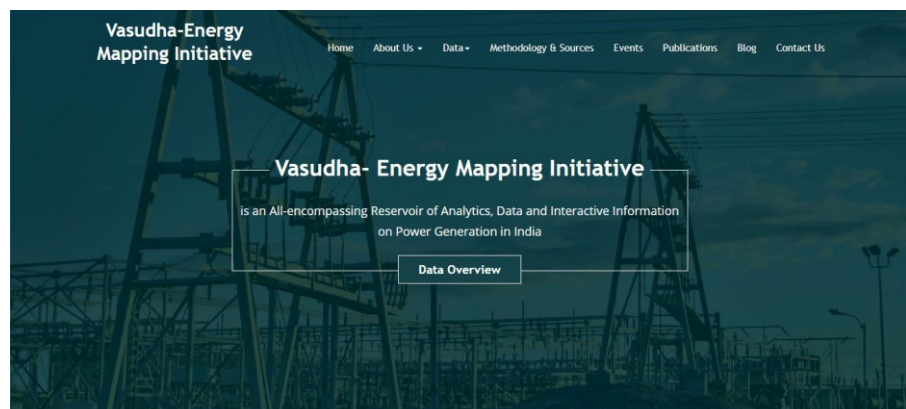 Vasudha-Energy
Mapping Initiative
Home About Us Data Methodology & Sources Events Publications Blog Contact Us
Vasudha- Energy Mapping Initiative
is an All-encompassing Reservoir of Analytics, Data and Interactive Information
on Power Generation in India
Data Overview